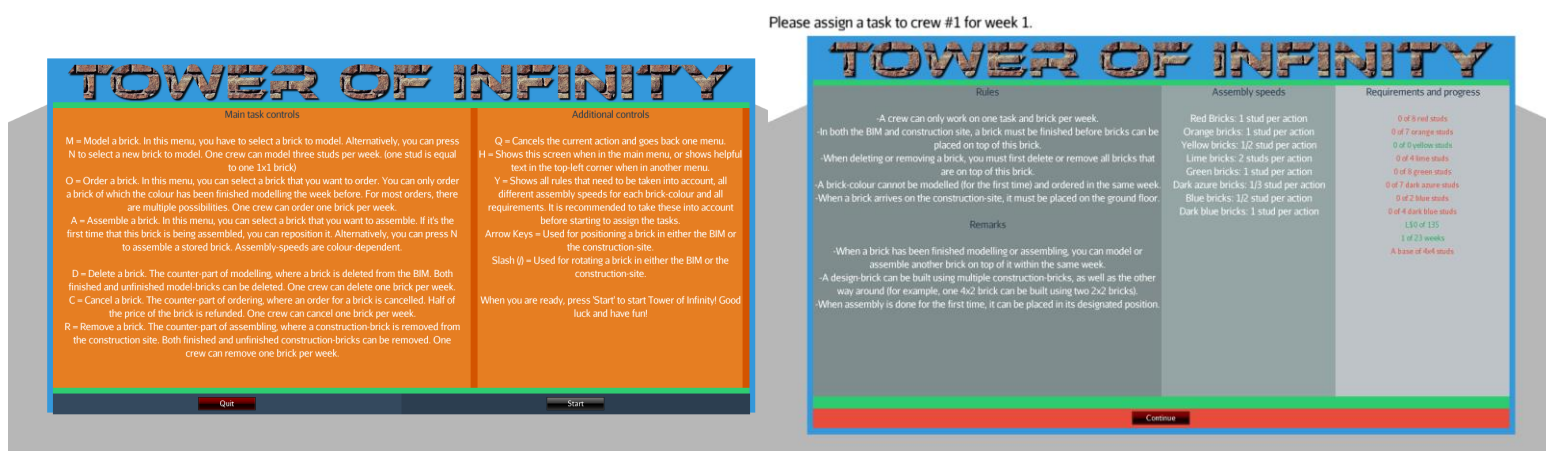 Please assign a task to crew #1 for week 1.
TOWER OF INFINITY
Main task controls
M = Model a brick. In this menu, you have to select a brick to model. Alternatively, you can press
N to select a new brick to model. One crew can model three studs per week. (one stud is equal
to one 1x1 brick)
O = Order a brick. In this menu, you can select a brick that you want to order. You can only order
a brick of which the colour has been finished modelling the week before. For most orders, there
are multiple possibilities. One crew can order one brick per week.
A = Assemble a brick. In this menu, you can select a brick that you want to assemble. If it's the
first time that this brick is being assembled, you can reposition it. Alternatively, you can press N
to assemble a stored brick. Assembly-speeds are colour-dependent.
D = Delete a brick. The counter-part of modelling, where a brick is deleted from the BIM. Both
finished and unfinished model-bricks can be deleted. One crew can delete one brick per week.
C = Cancel a brick. The counter-part of ordering, where an order for a brick is cancelled. Half of
the price of the brick is refunded. One crew can cancel one brick per week.
R = Remove a brick. The counter-part of assembling, where a construction-brick is removed from
the construction site. Both finished and unfinished construction-bricks can be removed. One
crew can remove one brick per week.
Additional controls
Q = Cancels the current action and goes back one menu.
H = Shows this screen when in the main menu, or shows helpful
text in the top-left corner when in another menu.
Y = Shows all rules that need to be taken into account, all
different assembly speeds for each brick-colour and all
requirements. It is recommended to take these into account
before starting to assign the tasks.
Arrow Keys = Used for positioning a brick in either the BIM or
the construction-site.
Slash (/) = Used for rotating a brick in either the BIM or the
construction-site.
When you are ready, press 'Start' to start Tower of Infinity! Good
luck and have fun!
Quit
Start
TOWER OF INFINITY
Rules
-A crew can only work on one task and brick per week.
-In both the BIM and construction site, a brick must be finished before bricks can be
placed on top of this brick.
-When deleting or removing a brick, you must first delete or remove all bricks that
are on top of this brick.
-A brick-colour cannot be modelled (for the first time) and ordered in the same week.
-When a brick arrives on the construction-site, it must be placed on the ground floor.
Remarks
-When a brick has been finished modelling or assembling, you can model or
assemble another brick on top of it within the same week.
-A design-brick can be built using multiple construction-bricks, as well as the other
way around (for example, one 4x2 brick can be built using two 2x2 bricks).
-When assembly is done for the first time, it can be placed in its designated position.
Assembly speeds
Red Bricks: 1 stud per action
Orange bricks: 1 stud per action
Yellow bricks: 1/2 stud per action
Lime bricks: 2 studs per action
Green bricks: 1 stud per action
Dark azure bricks: 1/3 stud per action
Blue bricks: 1/2 stud per action
Dark blue bricks: 1 stud per action
Requirements and progress
0 of 6 red studs
0 of 7 orange studs
0 of 0 yellow studs
0 of 4 lime studs
0 of 8 green studs
0 of 7 dark azure studs
0 of 2 blue studs
0 of 4 dark blue studs
L$0 of 135
1 of 23 weeks
A base of 4x4 studs
Continue